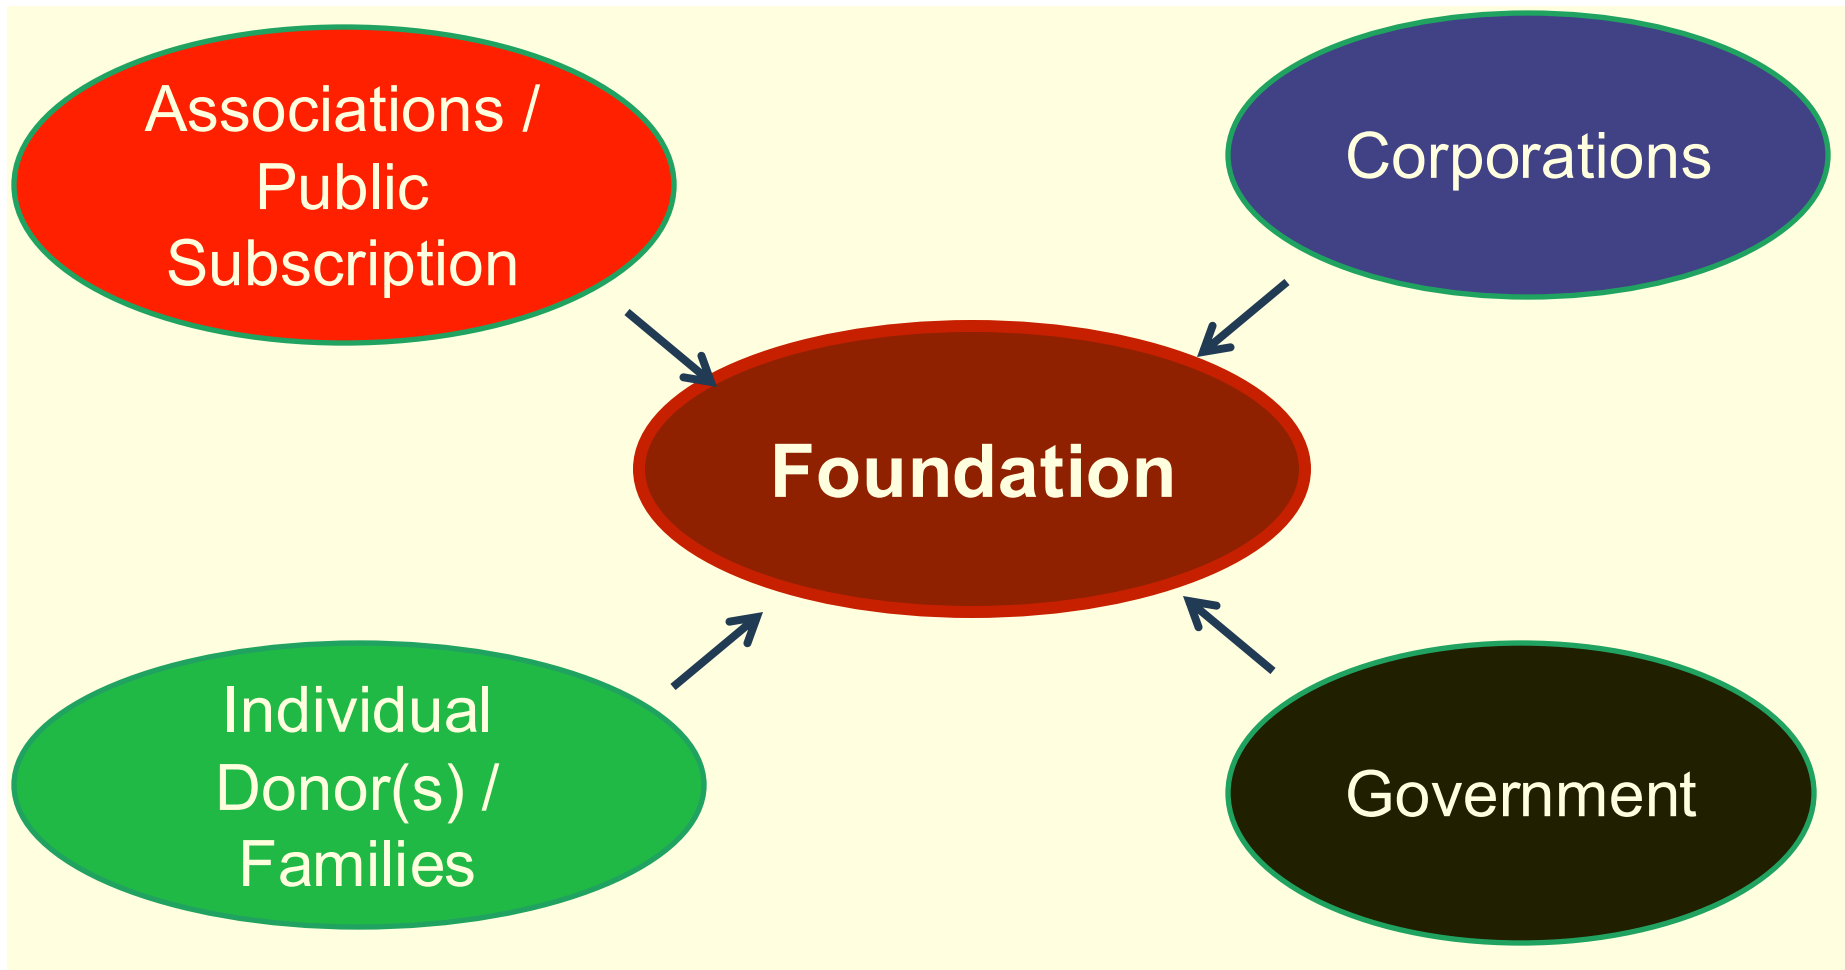 Associations /
Public
Subscription
Corporations
Foundation
Individual
Donor(s) /
Families
Government